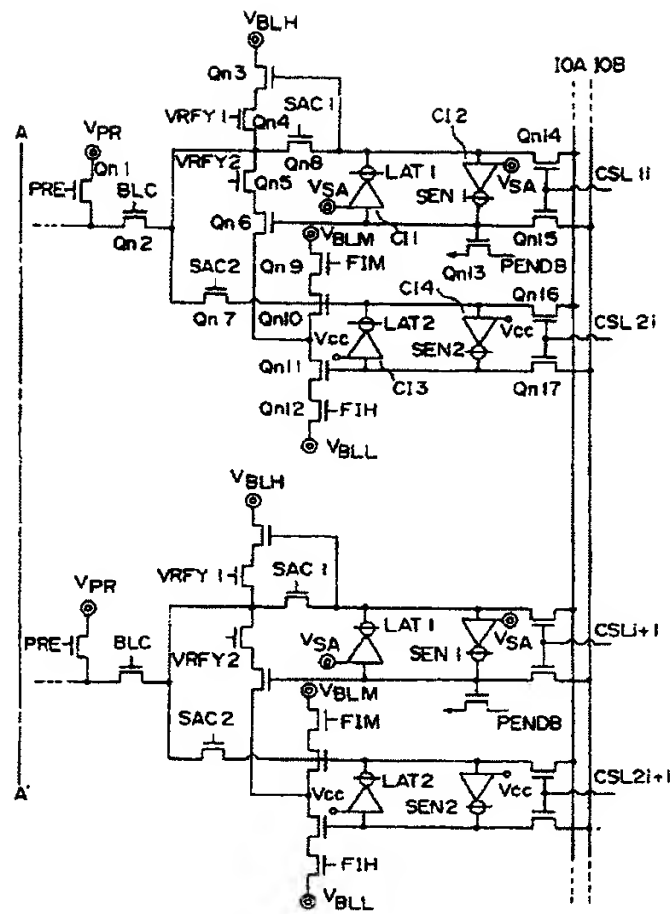 VBLH
Qn3
IOA IOB
A
VPR
VRFY1
Qn4
SAC1
CI2
Qn14
Qn1
Qn8
PRE
BLC
VRFY2
Qn5
LAT1
VSA
SEN1
VSA
CSL1i
Qn2
Qn6
VBLM
CI1
Qn15
Qn9
FIM
Qn13
PENDB
SAC2
CI4
Qn16
Qn7
Qn10
LAT2
Vcc
SEN2
Vcc
CSL2i
Qn11
CI3
Qn17
Qn12
FIH
VBLL
VBLH
VPR
VRFY1
SAC1
PRE
BLC
VRFY2
LAT1
VSA
SEN1
VSA
CSLi+1
VBLM
FIM
PENDB
SAC2
A'
LAT2
Vcc
SEN2
Vcc
CSL2i+1
FIH
VBLL